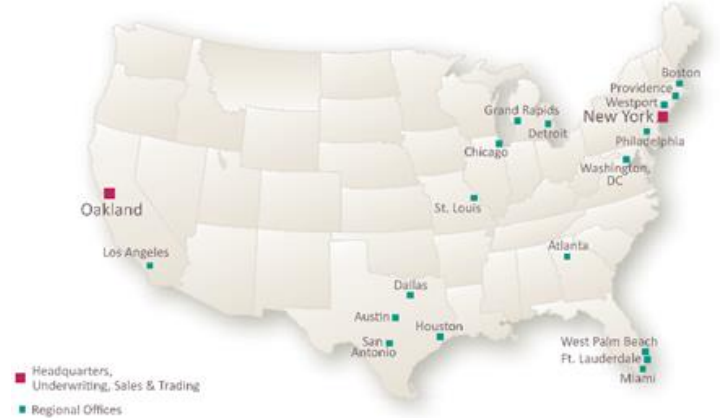 Boston
Providence
Westport
New York
Philadelphia
Grand Rapids
Detroit
Chicago
Washington,
DC
St. Louis
Oakland
Los Angeles
Atlanta
Dallas
Austin
Houston
San
Antonio
West Palm Beach
Ft. Lauderdale
Miami
Headquarters,
Underwriting, Sales & Trading
Regional Offices